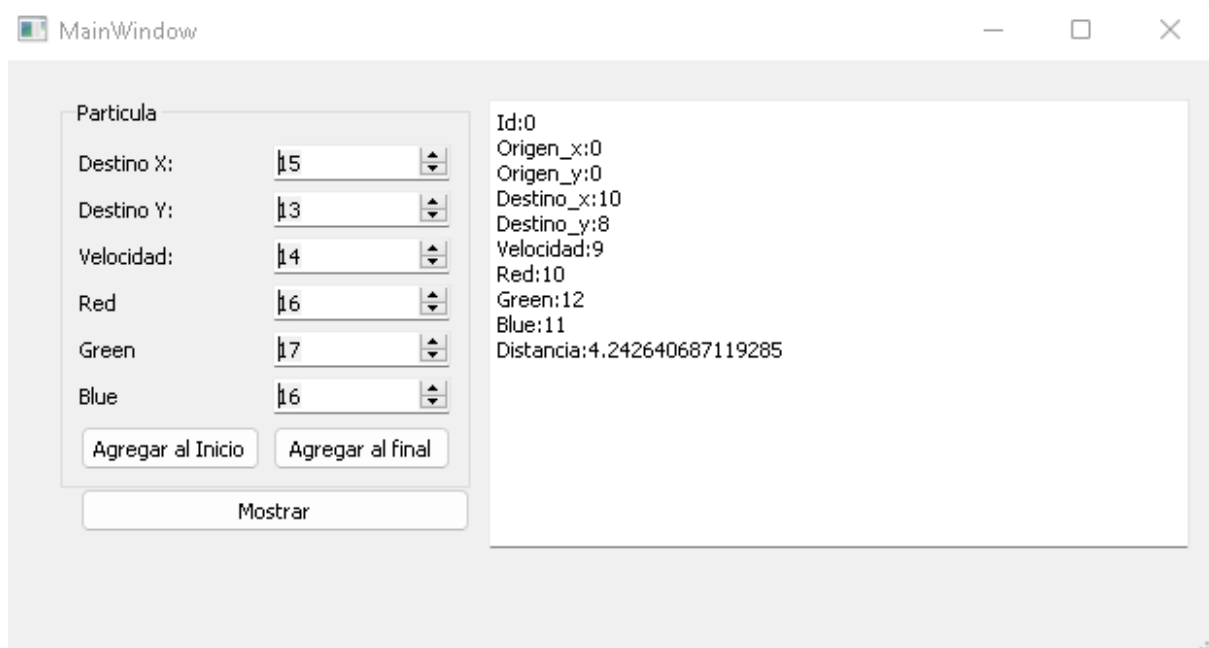 MainWindow
Particula
Destino X: 15
Destino Y: 13
Velocidad: 14
Red 16
Green 17
Blue 16
Agregar al Inicio Agregar al final
Mostrar
Id:0
Origen_x:0
Origen_y:0
Destino_x:10
Destino_y:8
Velocidad:9
Red:10
Green:12
Blue:11
Distancia:4.242640687119285